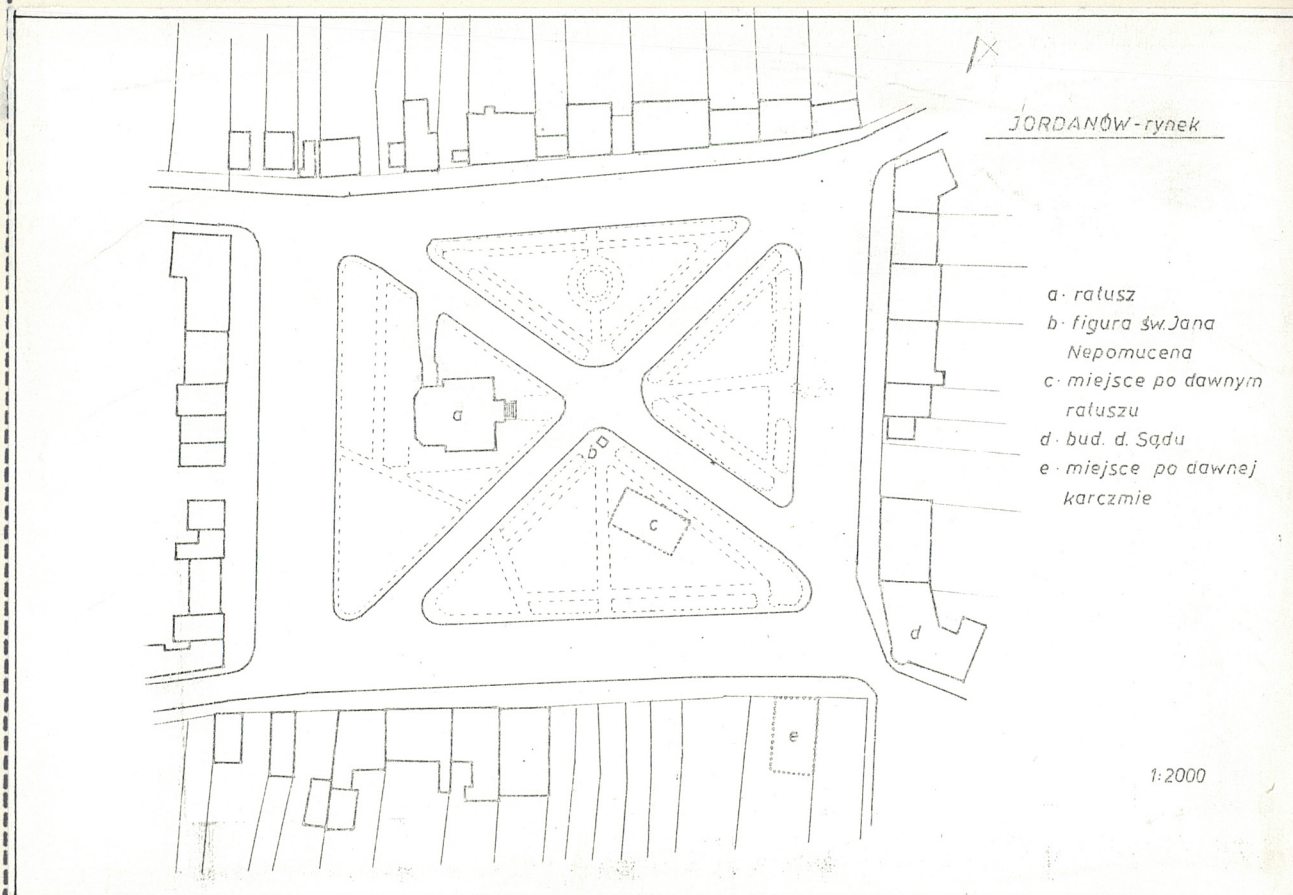 JORDANÓW-rynek
a· ratusz
b· figura św. Jana
Nepomucena
c· miejsce po dawnym
ratuszu
d· bud. d. Sądu
e· miejsce po dawnej
karczmie
a
b
c
d
e
1:2000